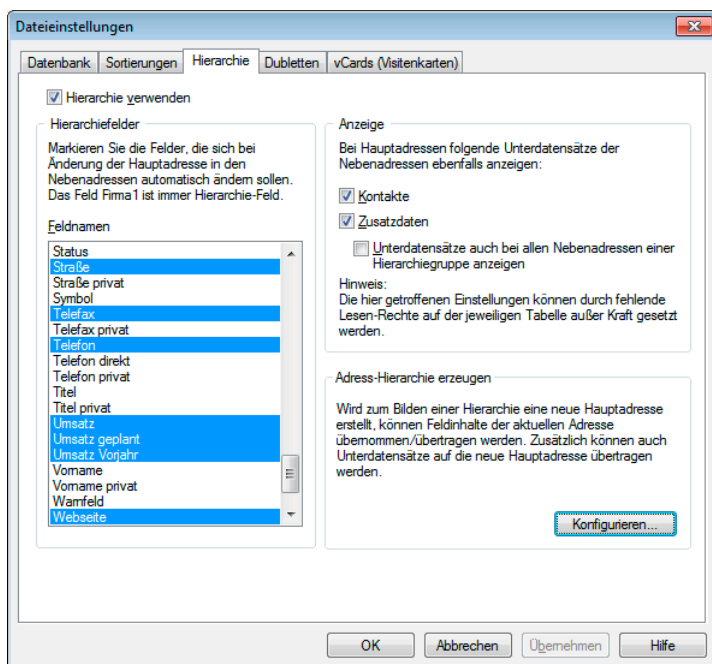 Dateieinstellungen
Datenbank
Sortierungen
Hierarchie
Dubletten
vCards (Visitenkarten)
Hierarchie verwenden
Hierarchiefelder
Markieren Sie die Felder, die sich bei
Änderung der Hauptadresse in den
Nebenadressen automatisch ändern sollen.
Das Feld Firma1 ist immer Hierarchie-Feld.
Feldnamen
Status
Straße
Straße privat
Symbol
Telefax
Telefax privat
Telefon
Telefon direkt
Telefon privat
Titel
Titel privat
Umsatz
Umsatz geplant
Umsatz Vorjahr
Vorname
Vorname privat
Warnfeld
Webseite
Anzeige
Bei Hauptadressen folgende Unterdatensätze der
Nebenadressen ebenfalls anzeigen:
Kontakte
Zusatzdaten
Unterdatensätze auch bei allen Nebenadressen einer
Hierarchiegruppe anzeigen
Hinweis:
Die hier getroffenen Einstellungen können durch fehlende
Lesen-Rechte auf der jeweiligen Tabelle außer Kraft gesetzt
werden.
Adress-Hierarchie erzeugen
Wird zum Bilden einer Hierarchie eine neue Hauptadresse
erstellt, können Feldinhalte der aktuellen Adresse
übernommen/übertragen werden. Zusätzlich können auch
Unterdatensätze auf die neue Hauptadresse übertragen
werden.
Konfigurieren...
OK
Abbrechen
Übernehmen
Hilfe